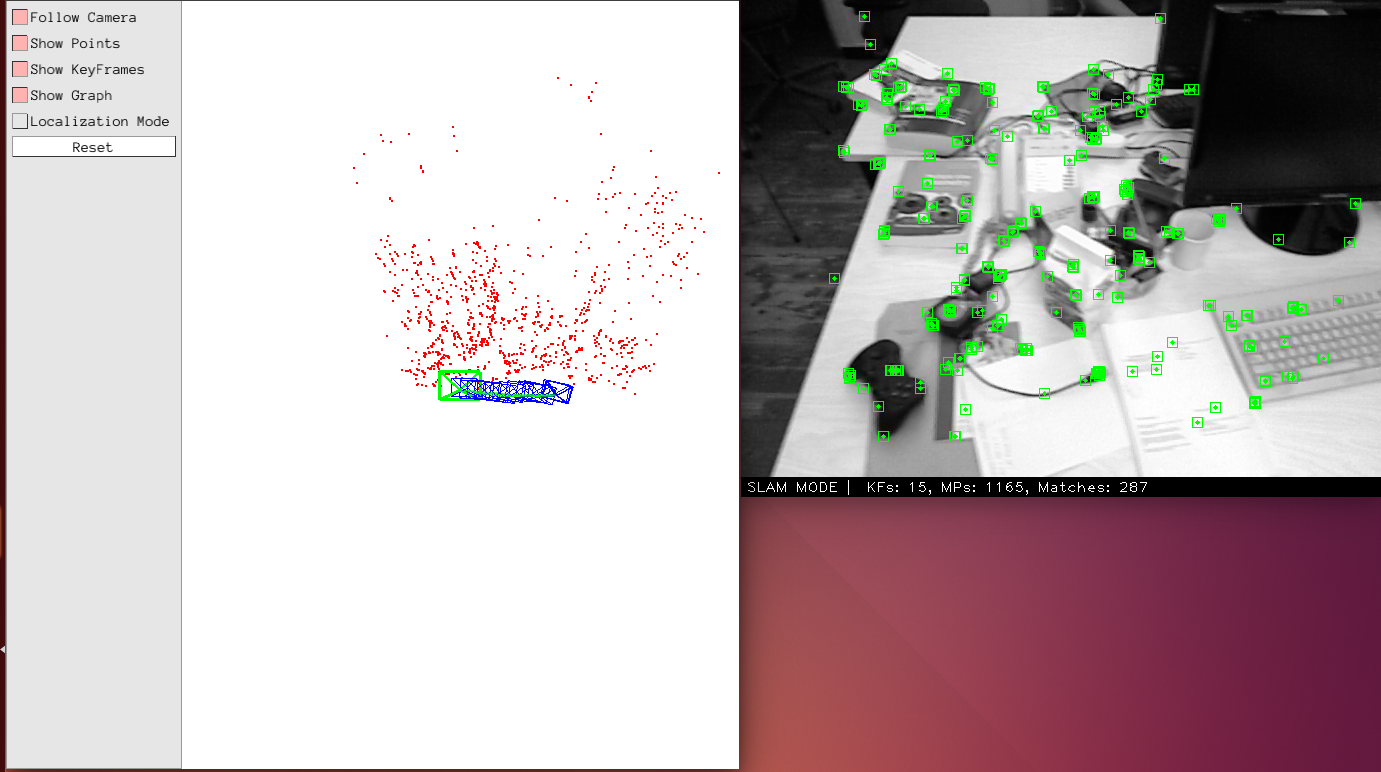 Follow Camera
Show Points
Show KeyFrames
Show Graph
Localization Mode
Reset
SLAM MODE | KFs: 15, MPs: 1165, Matches: 287